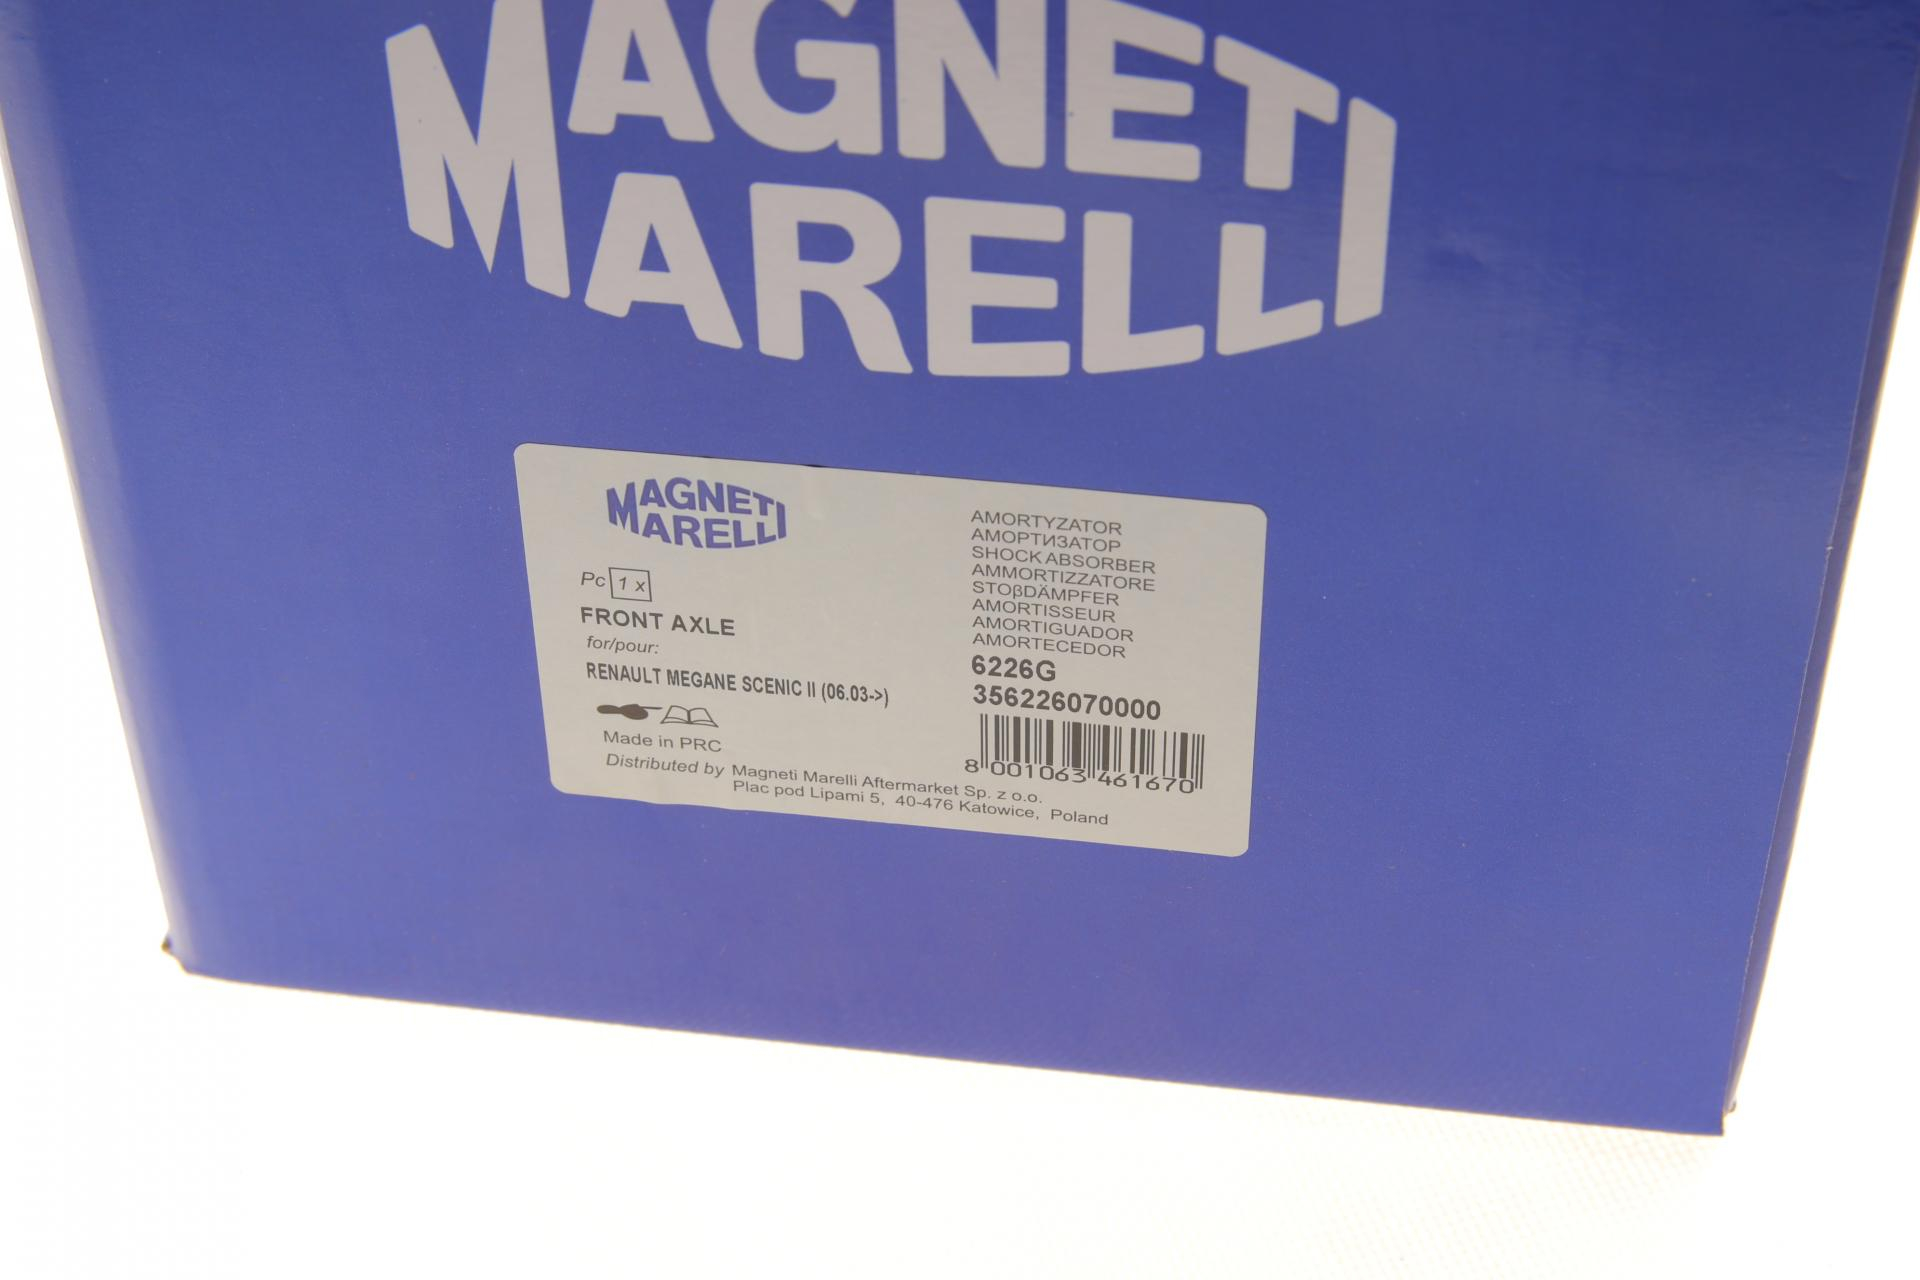 MAGNETI
MARELLI
MAGNETI
MARELLI
Pc 1 x
FRONT AXLE
for/pour:
RENAULT MEGANE SCENIC II (06.03->)
Made in PRC
Distributed by Magneti Marelli Aftermarket Sp. z o.o.
Plac pod Lipami 5, 40-476 Katowice, Poland
AMORTYZATOR
АМОРТИЗАТОР
SHOCK ABSORBER
AMMORTIZZATORE
STOβDÄMPFER
AMORTISSEUR
AMORTIGUADOR
AMORTECEDOR
6226G
356226070000
8 001063 461670